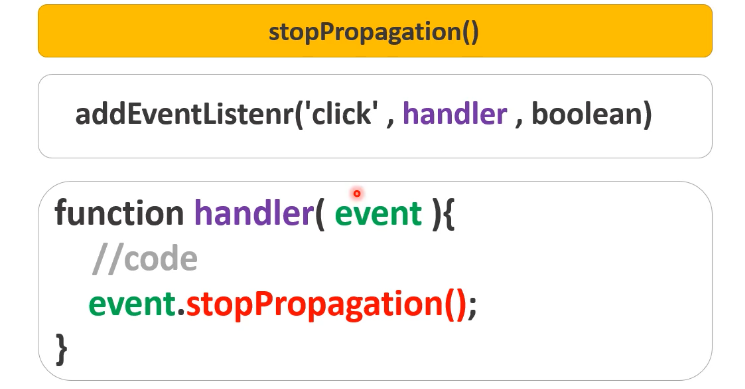 stopPropagation()
addEventListenr('click' , handler , boolean)
function handler( event ){
//code
event.stopPropagation();
}